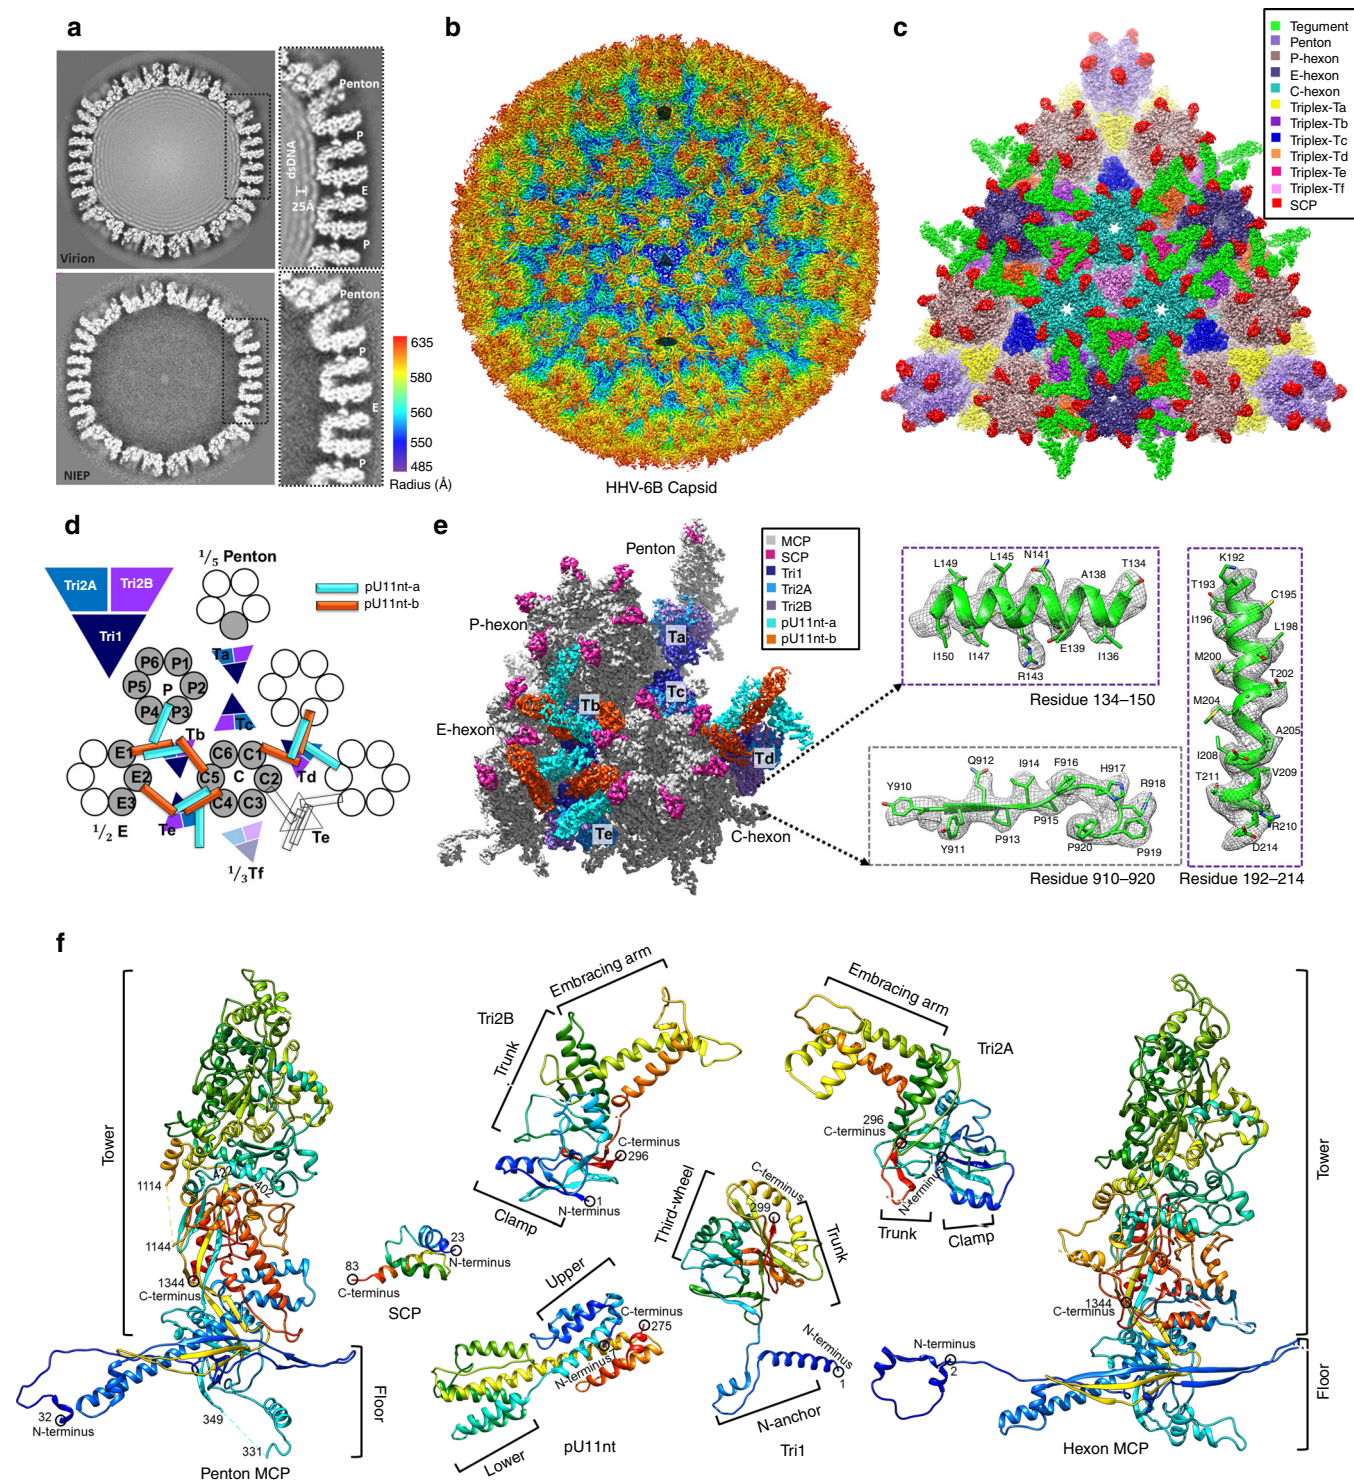 a
Virion
Penton
P
dsDNA
E
25Å
P
NIEP
Penton
P
E
P
635
580
560
550
485
Radius (Å)
b
HHV-6B Capsid
c
Tegument
Penton
P-hexon
E-hexon
C-hexon
Triplex-Ta
Triplex-Tb
Triplex-Tc
Triplex-Td
Triplex-Te
Triplex-Tf
SCP
d
1/5 Penton
Tri2A
Tri2B
Tri1
pU11nt-a
pU11nt-b
Ta
P6
P1
P5
P
P2
P4
P3
Tc
Tb
E1
C6
C1
Td
E2
C5
C
C2
E3
C4
C3
1/2 E
Te
Te
1/3Tf
e
Penton
P-hexon
E-hexon
C-hexon
Ta
Tc
Tb
Td
Te
MCP
SCP
Tri1
Tri2A
Tri2B
pU11nt-a
pU11nt-b
L149
L145
N141
A138
T134
I150
I147
R143
E139
I136
Residue 134–150
Y910
Q912
I914
F916
H917
R918
Y911
P913
P915
P920
P919
Residue 910–920
K192
T193
C195
I196
L198
M200
T202
M204
A205
I208
V209
T211
R210
D214
Residue 192–214
f
Tower
1114
422
402
1144
1344
C-terminus
Floor
32
N-terminus
349
331
Penton MCP
23
N-terminus
83
C-terminus
SCP
Embracing arm
Tri2B
Trunk
C-terminus
296
1
N-terminus
Clamp
Upper
C-terminus
275
N-terminus
Lower
pU11nt
Third-wheel
C-terminus
299
Trunk
N-terminus
1
N-anchor
Tri1
Embracing arm
Tri2A
296
C-terminus
1
N-terminus
Trunk
Clamp
Tower
1344
C-terminus
N-terminus
2
Floor
Hexon MCP